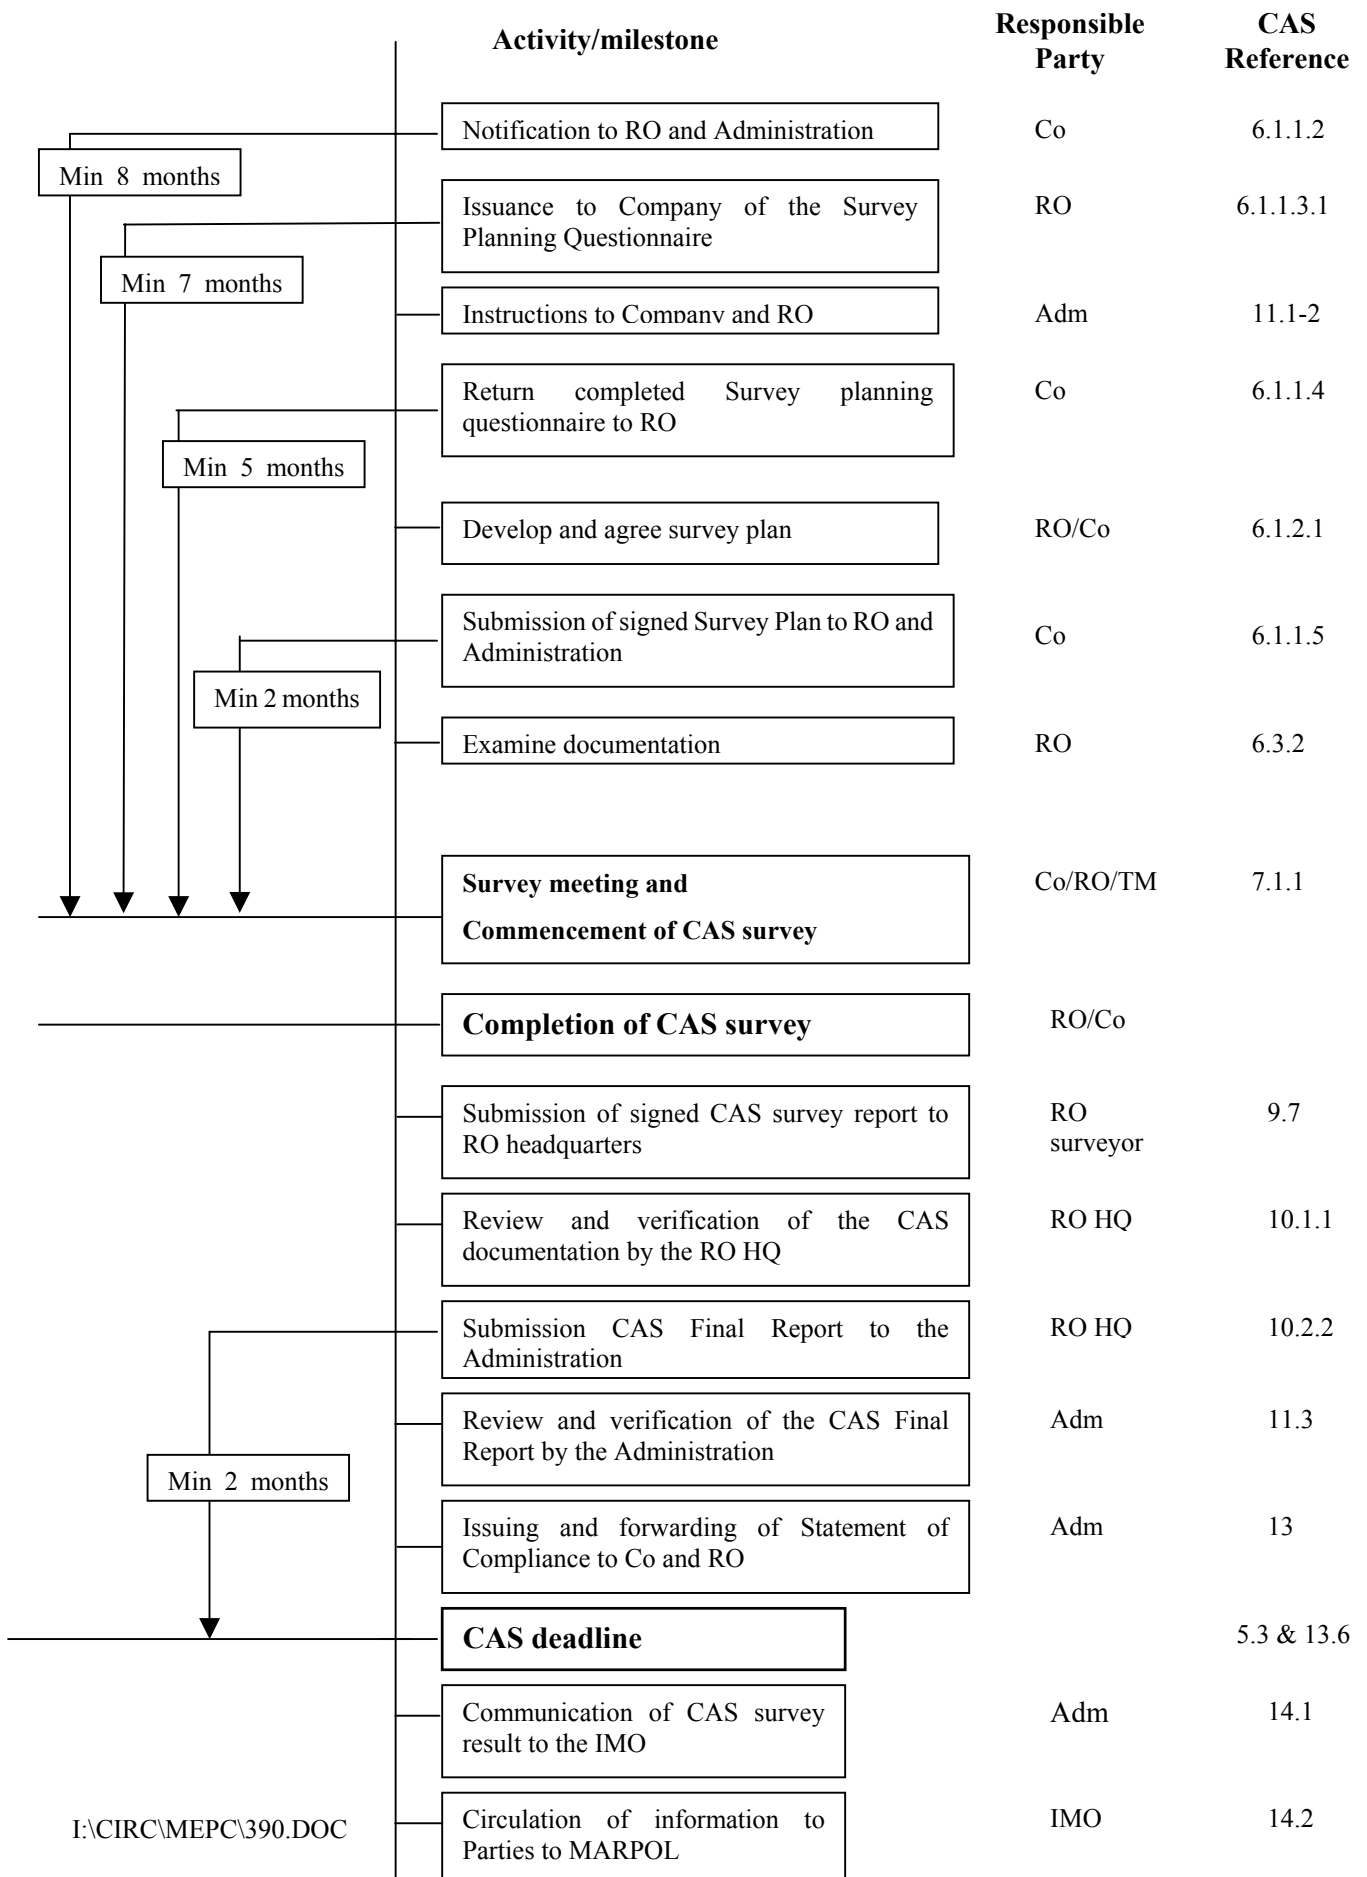 Activity/milestone
Responsible Party
CAS Reference
Notification to RO and Administration
Co
6.1.1.2
Min 8 months
Issuance to Company of the Survey
Planning Questionnaire
RO
6.1.1.3.1
Min 7 months
Instructions to Company and RO
Adm
11.1-2
Return completed Survey planning
questionnaire to RO
Co
6.1.1.4
Min 5 months
Develop and agree survey plan
RO/Co
6.1.2.1
Submission of signed Survey Plan to RO and
Administration
Co
6.1.1.5
Min 2 months
Examine documentation
RO
6.3.2
Survey meeting and
Commencement of CAS survey
Co/RO/TM
7.1.1
Completion of CAS survey
RO/Co
Submission of signed CAS survey report to
RO headquarters
RO
surveyor
9.7
Review and verification of the CAS
documentation by the RO HQ
RO HQ
10.1.1
Submission CAS Final Report to the
Administration
RO HQ
10.2.2
Review and verification of the CAS Final
Report by the Administration
Adm
11.3
Min 2 months
Issuing and forwarding of Statement of
Compliance to Co and RO
Adm
13
CAS deadline
5.3 & 13.6
Communication of CAS survey
result to the IMO
Adm
14.1
Circulation of information to
Parties to MARPOL
IMO
14.2
I:\CIRC\MEPC\390.DOC